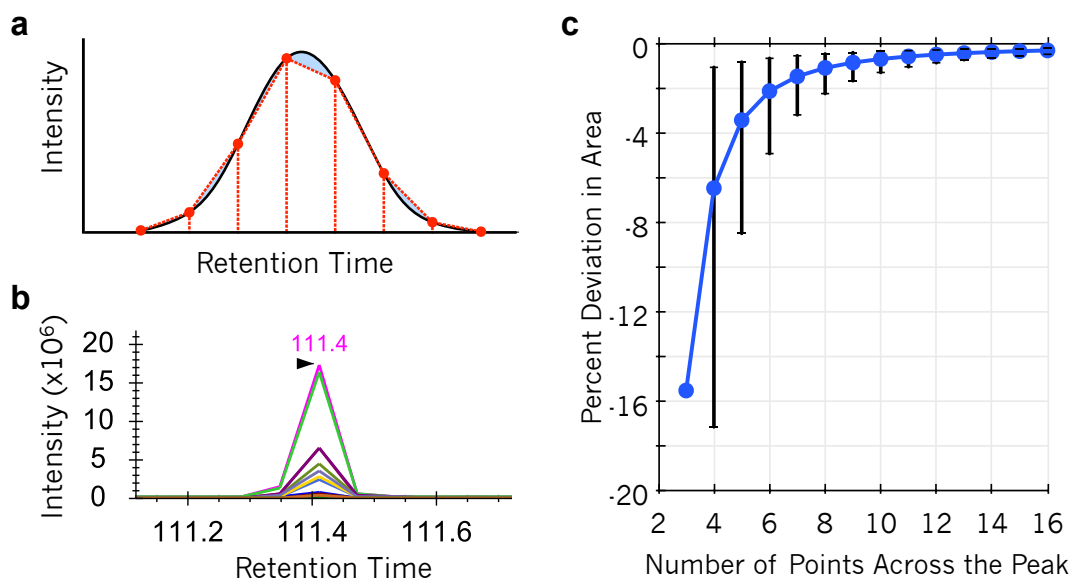 a
Intensity
Retention Time
b
Intensity (x10⁶)
20
15
10
5
0
111.4
111.2
111.4
111.6
Retention Time
c
Percent Deviation in Area
0
-4
-8
-12
-16
-20
2
4
6
8
10
12
14
16
Number of Points Across the Peak